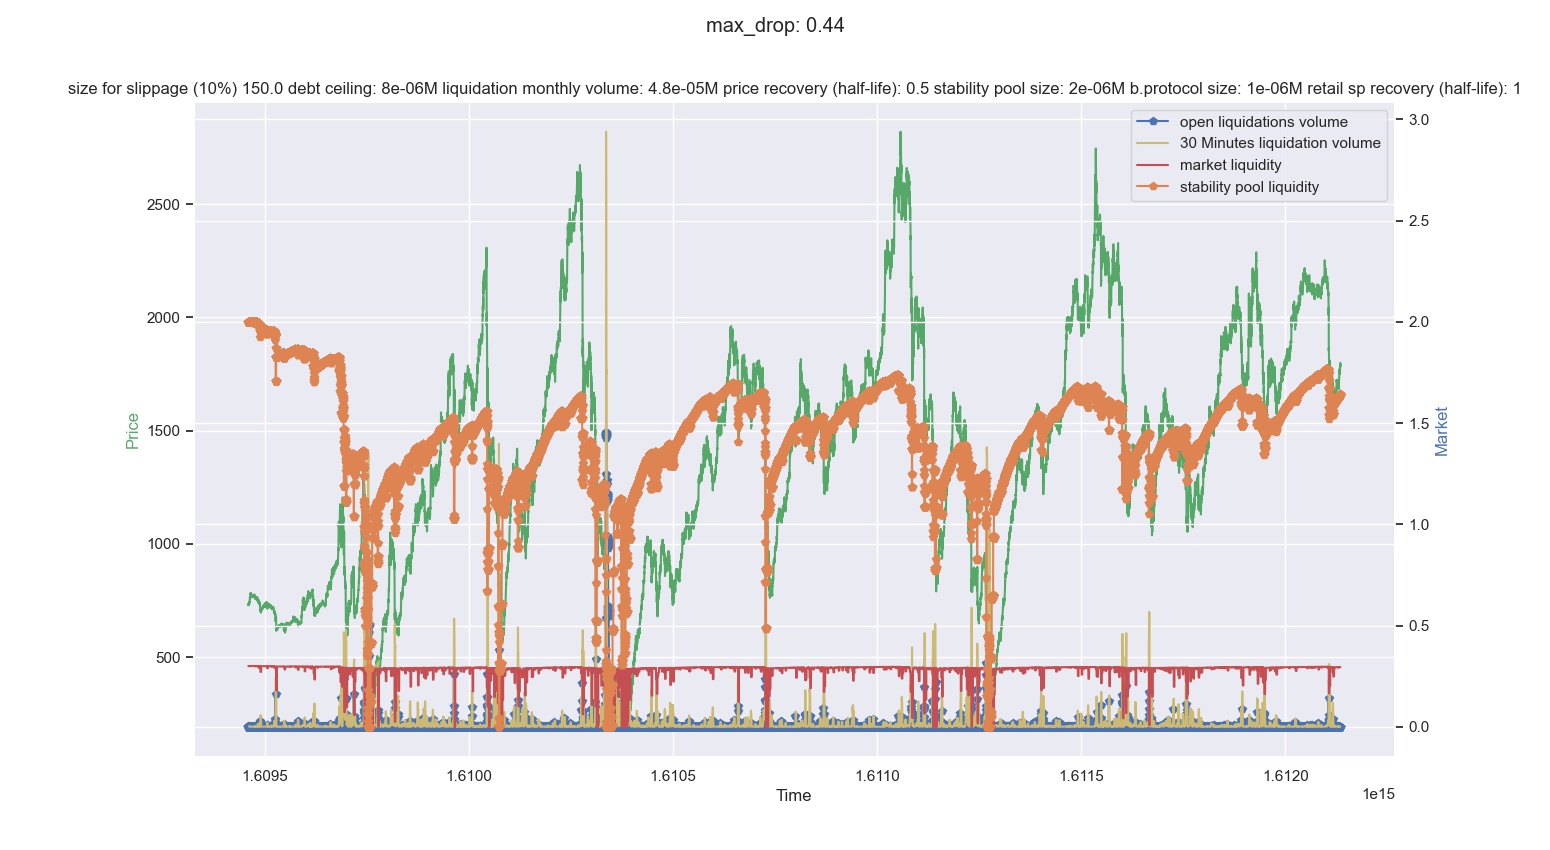 max_drop: 0.44
size for slippage (10%) 150.0 debt ceiling: 8e-06M liquidation monthly volume: 4.8e-05M price recovery (half-life): 0.5 stability pool size: 2e-06M b.protocol size: 1e-06M retail sp recovery (half-life): 1
open liquidations volume
30 Minutes liquidation volume
market liquidity
stability pool liquidity
2500
2000
1500
1000
500
Price
3.0
2.5
2.0
1.5
1.0
0.5
0.0
Market
1.6095 1.6100 1.6105 1.6110 1.6115 1.6120
Time
1e15